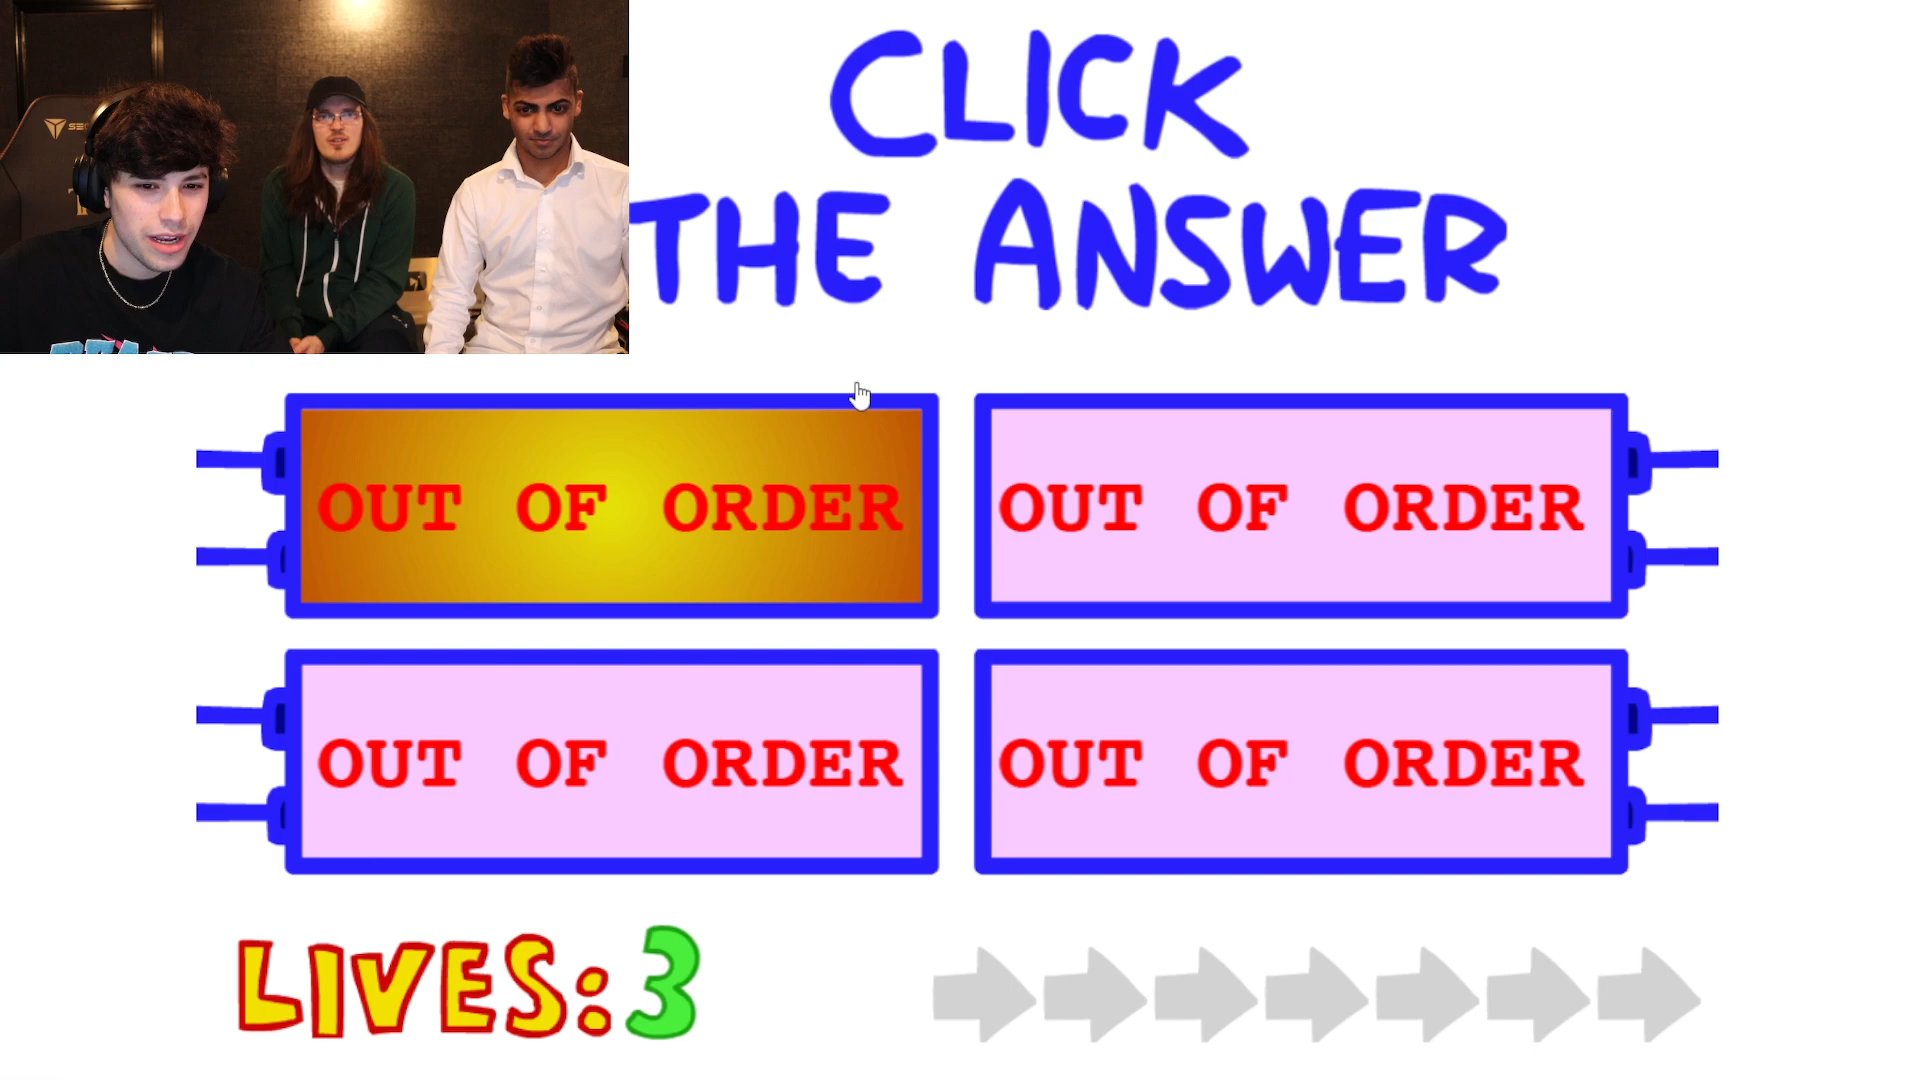 CLICK
THE ANSWER
OUT OF ORDER
OUT OF ORDER
OUT OF ORDER
OUT OF ORDER
LIVES: 3